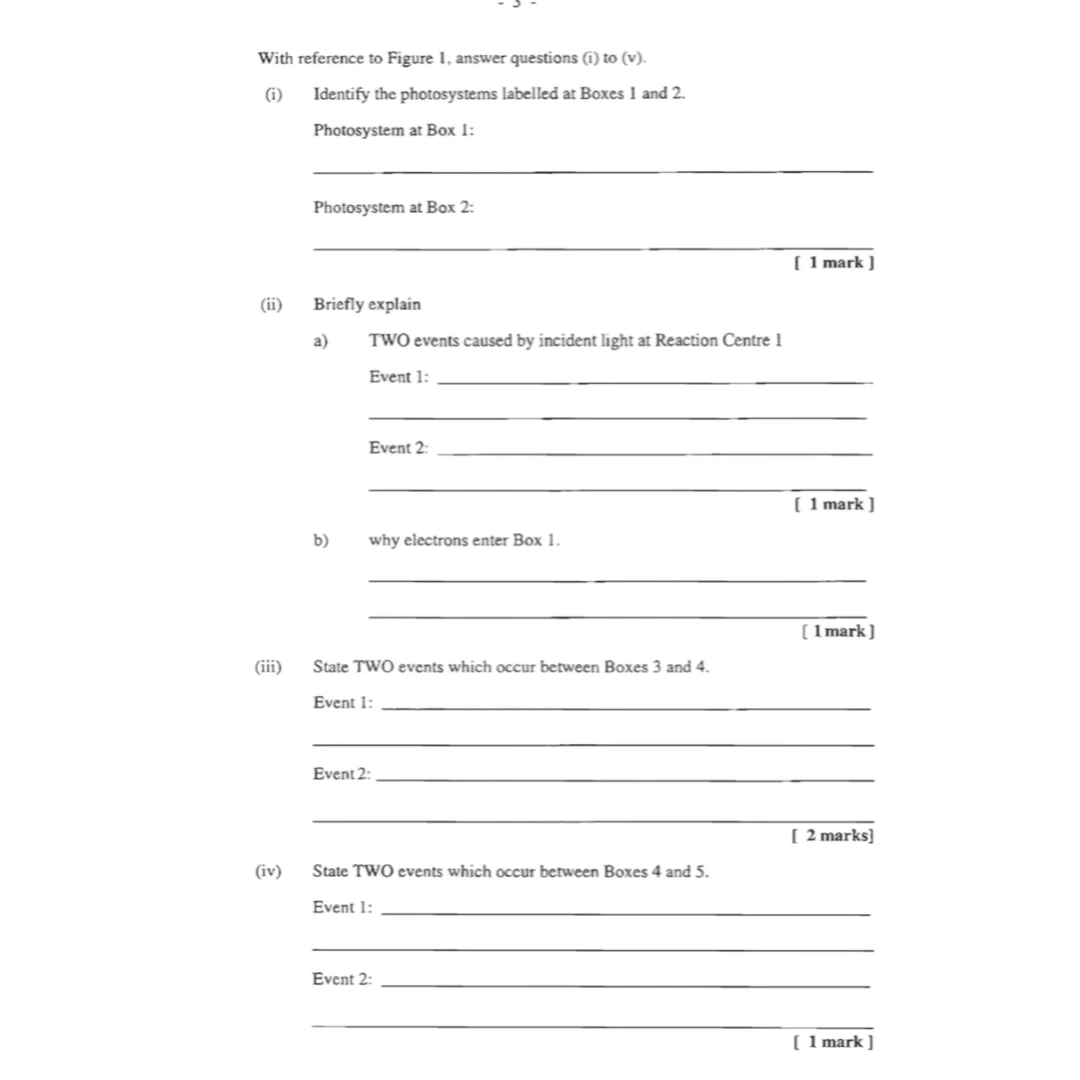 - 3 -
With reference to Figure 1, answer questions (i) to (v).
(i) Identify the photosystems labelled at Boxes 1 and 2.
Photosystem at Box 1:
Photosystem at Box 2:
[ 1 mark ]
(ii) Briefly explain
a) TWO events caused by incident light at Reaction Centre 1
Event 1:
Event 2:
[ 1 mark ]
b) why electrons enter Box 1.
[ 1 mark ]
(iii) State TWO events which occur between Boxes 3 and 4.
Event 1:
Event 2:
[ 2 marks]
(iv) State TWO events which occur between Boxes 4 and 5.
Event 1:
Event 2:
[ 1 mark ]